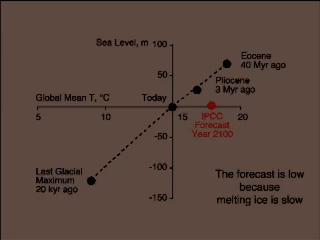 Sea Level, m
100
Eocene
40 Myr ago
50
Pliocene
3 Myr ago
Global Mean T, °C
Today
5
10
15
20
IPCC
Forecast
Year 2100
-50
-100
-150
Last Glacial
Maximum
20 kyr ago
The forecast is low
because
melting ice is slow